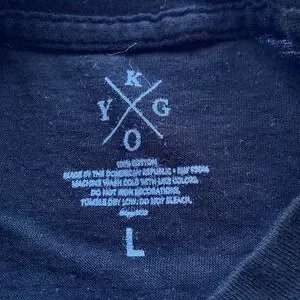 K
Y G
O
100% COTTON
MADE IN THE DOMINICAN REPUBLIC • RN#
MACHINE WASH COLD WITH LIKE COLORS.
DO NOT IRON DECORATIONS.
TUMBLE DRY LOW. DO NOT BLEACH.
L